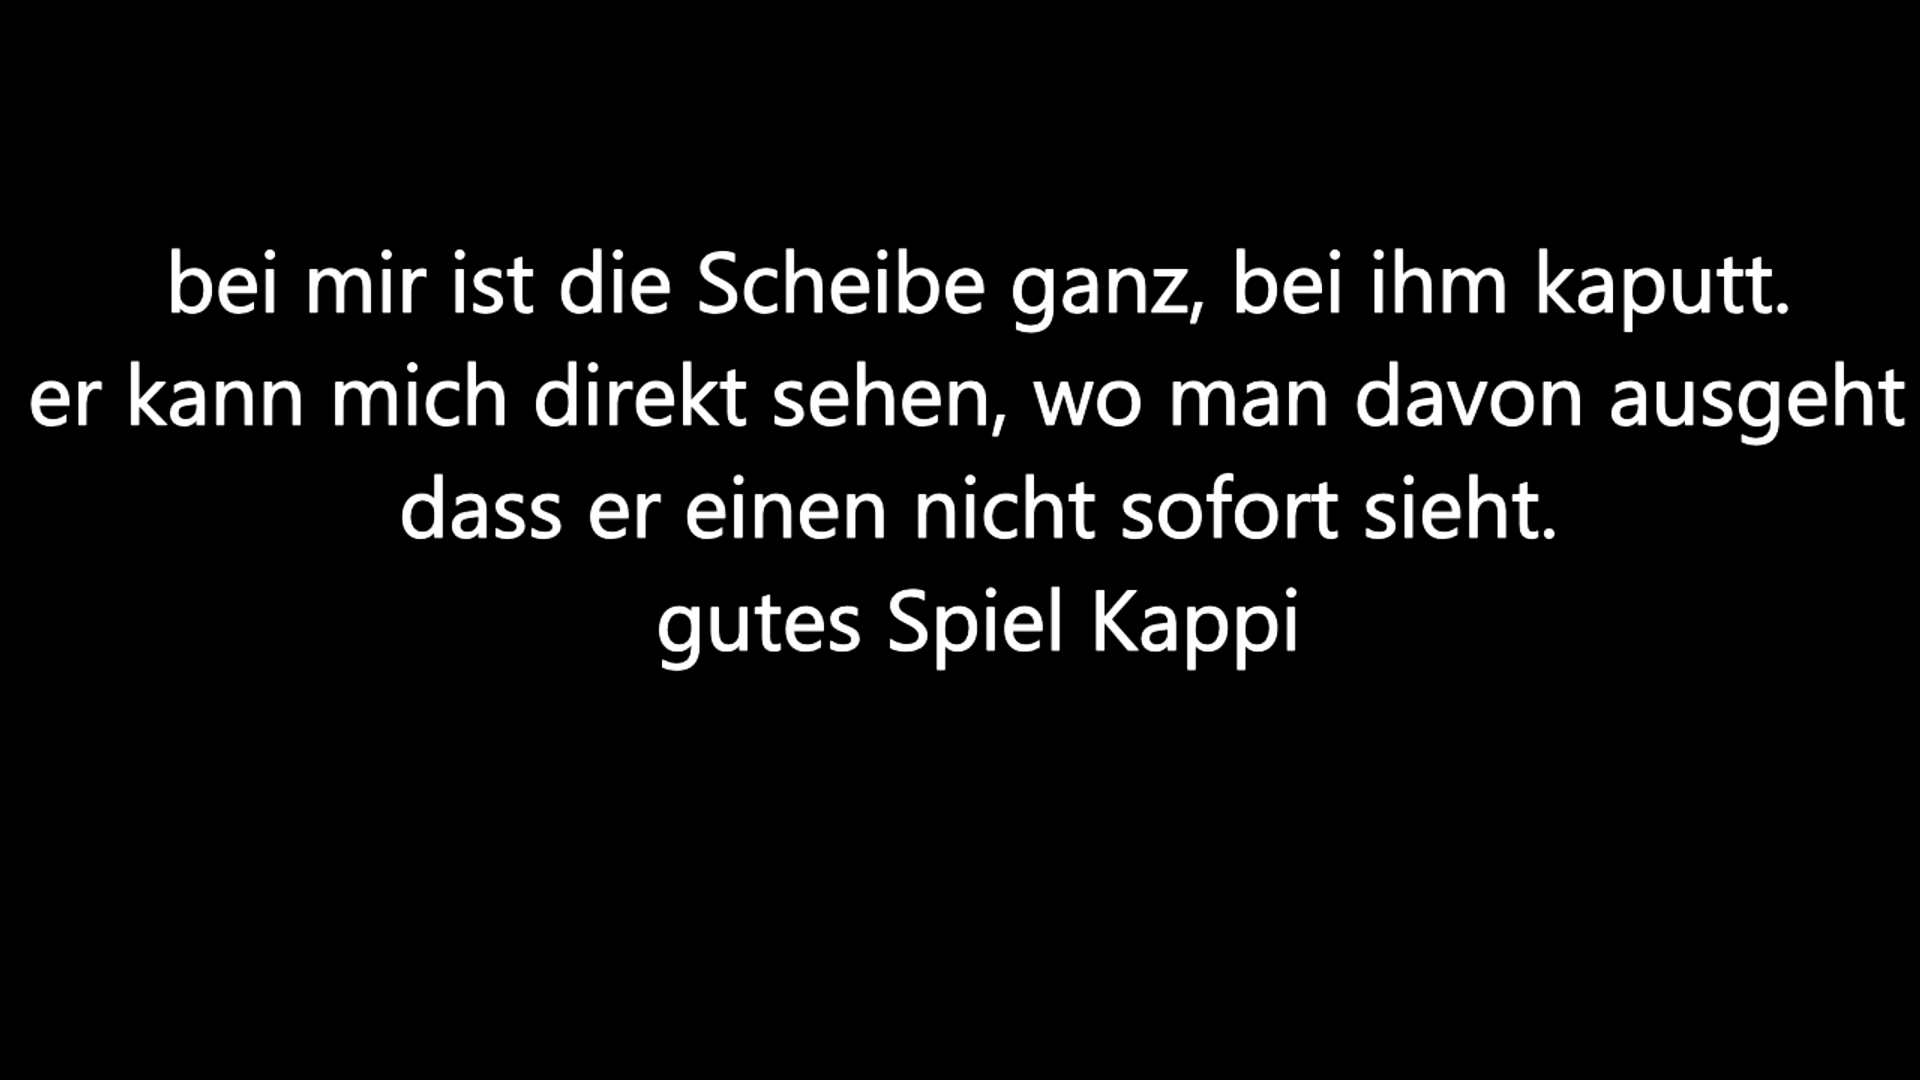 bei mir ist die Scheibe ganz, bei ihm kaputt.
er kann mich direkt sehen, wo man davon ausgeht
dass er einen nicht sofort sieht.
gutes Spiel Kappi